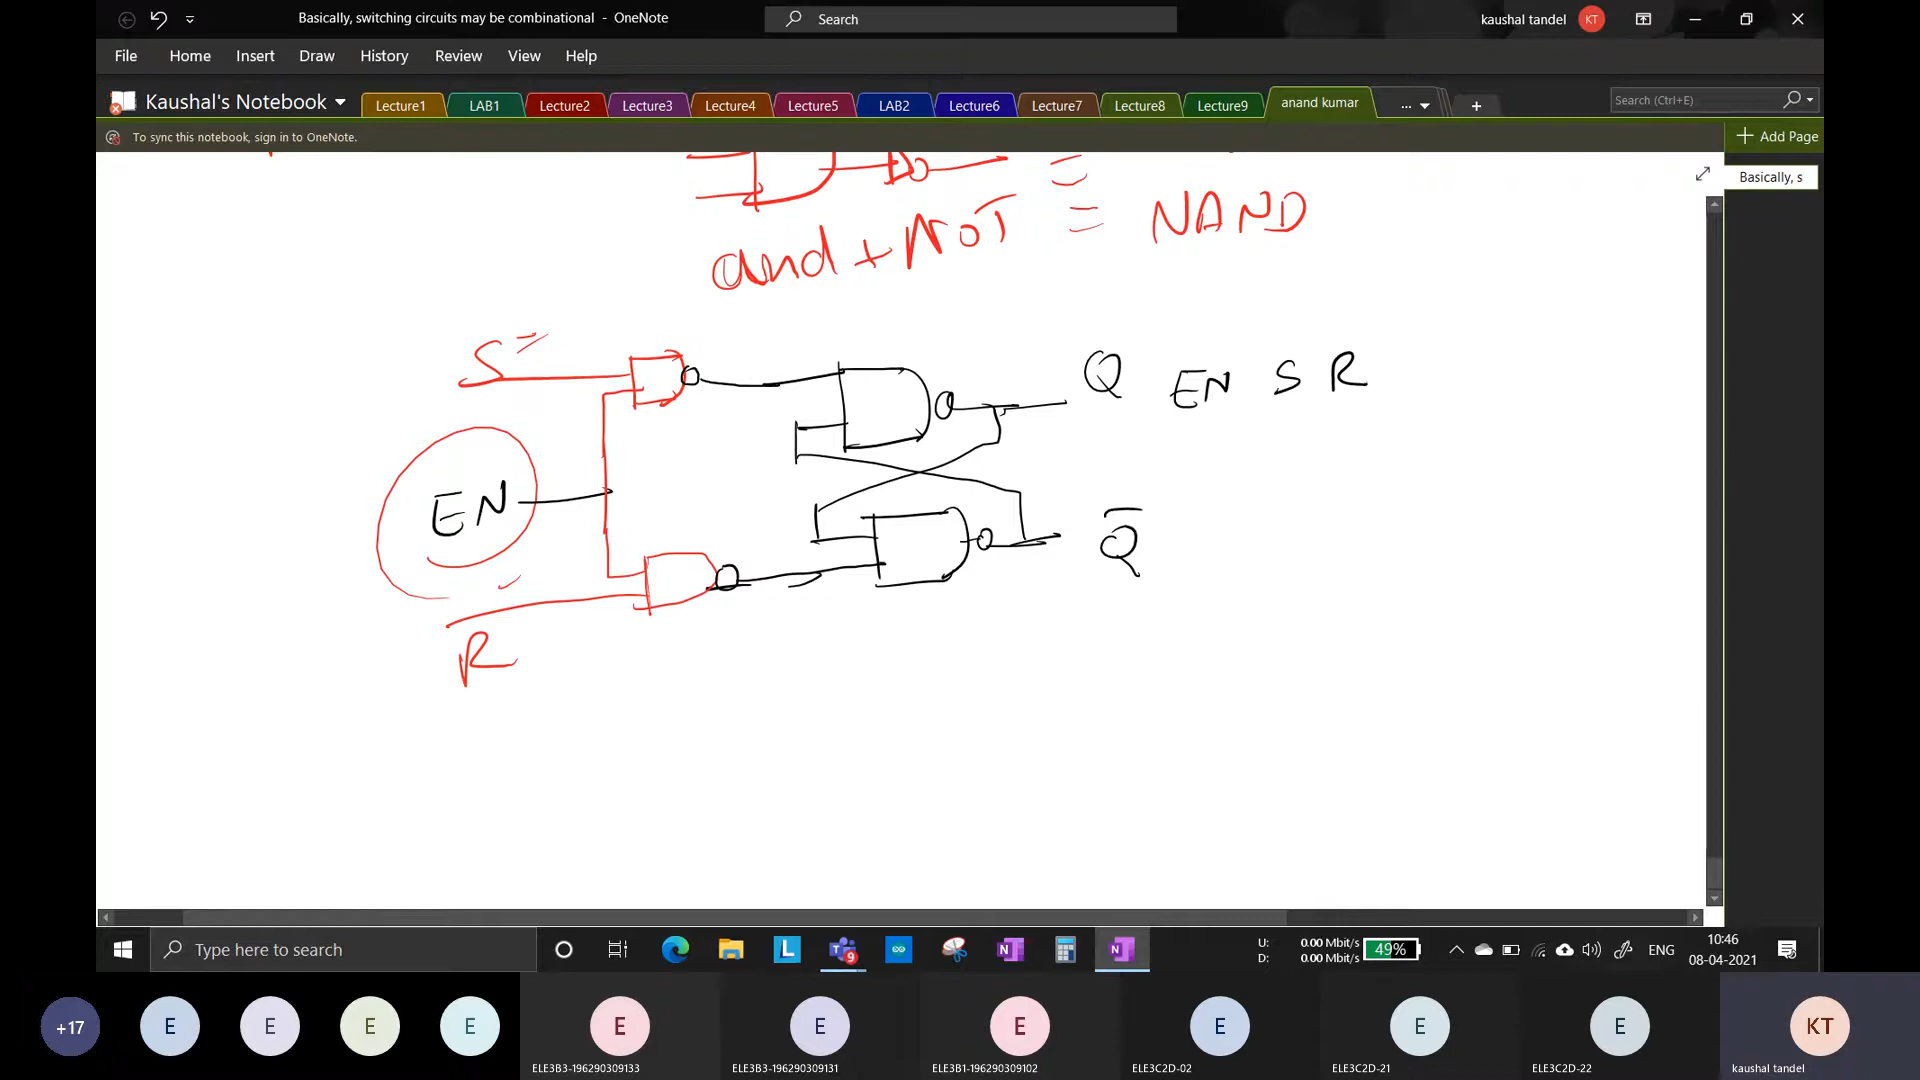 Basically, switching circuits may be combinational - OneNote
Search
kaushal tandel
KT
File Home Insert Draw History Review View Help
Kaushal's Notebook
Lecture1 LAB1 Lecture2 Lecture3 Lecture4 Lecture5 LAB2 Lecture6 Lecture7 Lecture8 Lecture9 anand kumar ...
Search (Ctrl+E)
To sync this notebook, sign in to OneNote.
Add Page
Basically, s
and + NOT = NAND
S
Q EN S R
EN
Q̅
R
Type here to search
U: 0.00 Mbit/s
D: 0.00 Mbit/s
49%
ENG
10:46
08-04-2021
9
+17 E E E E E E E E E E KT
ELE3B3-196290309133 ELE3B3-196290309131 ELE3B1-196290309102 ELE3C2D-02 ELE3C2D-21 ELE3C2D-22 kaushal tandel